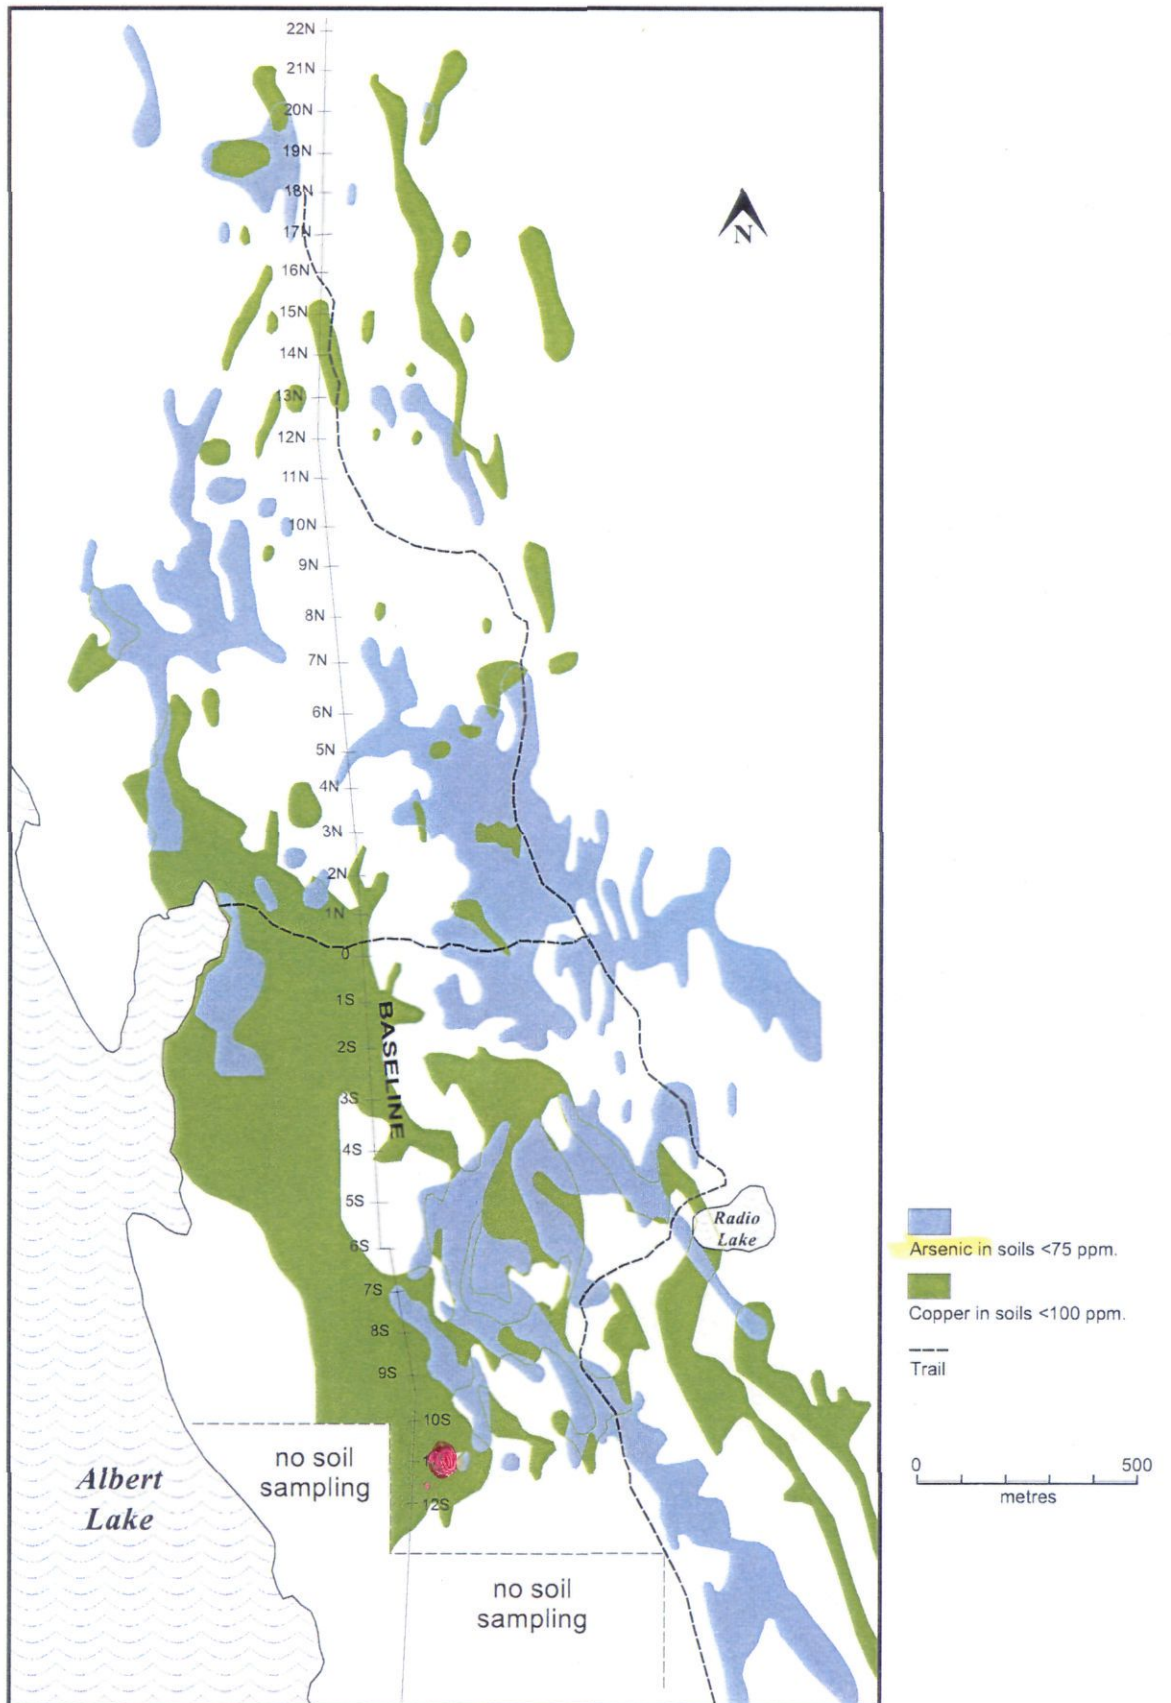 22N
21N
20N
19N
18N
17N
16N
15N
14N
13N
12N
11N
10N
9N
8N
7N
6N
5N
4N
3N
2N
1N
0
1S
2S
3S
4S
5S
6S
7S
8S
9S
10S
12S
N
BASELINE
Radio
Lake
Arsenic in soils <75 ppm.
Copper in soils <100 ppm.
Trail
0 500
metres
no soil
sampling
Albert
Lake
no soil
sampling